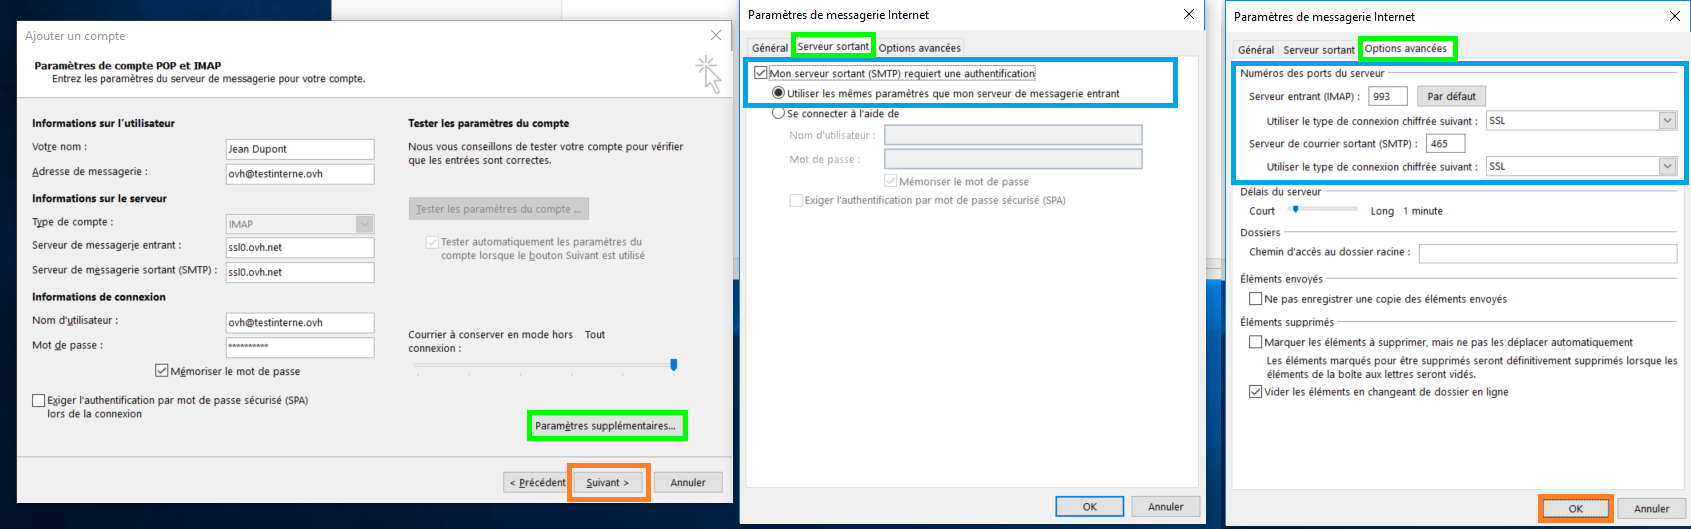 Ajouter un compte
Paramètres de compte POP et IMAP
Entrez les paramètres du serveur de messagerie pour votre compte.
Informations sur l'utilisateur
Votre nom :
Jean Dupont
Adresse de messagerie :
ovh@testinterne.ovh
Informations sur le serveur
Type de compte :
IMAP
Serveur de messagerie entrant :
ssl0.ovh.net
Serveur de messagerie sortant (SMTP) :
ssl0.ovh.net
Informations de connexion
Nom d'utilisateur :
ovh@testinterne.ovh
Mot de passe :
**********
Mémoriser le mot de passe
Exiger l'authentification par mot de passe sécurisé (SPA)
lors de la connexion
Tester les paramètres du compte
Nous vous conseillons de tester votre compte pour vérifier
que les entrées sont correctes.
Tester les paramètres du compte ...
Tester automatiquement les paramètres du
compte lorsque le bouton Suivant est utilisé
Courrier à conserver en mode hors
connexion :
Tout
Paramètres supplémentaires...
< Précédent
Suivant >
Annuler
Paramètres de messagerie Internet
Général
Serveur sortant
Options avancées
Mon serveur sortant (SMTP) requiert une authentification
Utiliser les mêmes paramètres que mon serveur de messagerie entrant
Se connecter à l'aide de
Nom d'utilisateur :
Mot de passe :
Mémoriser le mot de passe
Exiger l'authentification par mot de passe sécurisé (SPA)
OK
Annuler
Paramètres de messagerie Internet
Général
Serveur sortant
Options avancées
Numéros des ports du serveur
Serveur entrant (IMAP) :
993
Par défaut
Utiliser le type de connexion chiffrée suivant :
SSL
Serveur de courrier sortant (SMTP) :
465
Utiliser le type de connexion chiffrée suivant :
SSL
Délais du serveur
Court
Long
1 minute
Dossiers
Chemin d'accès au dossier racine :
Éléments envoyés
Ne pas enregistrer une copie des éléments envoyés
Éléments supprimés
Marquer les éléments à supprimer, mais ne pas les déplacer automatiquement
Les éléments marqués pour être supprimés seront définitivement supprimés lorsque les
éléments de la boîte aux lettres seront vidés.
Vider les éléments en changeant de dossier en ligne
OK
Annuler